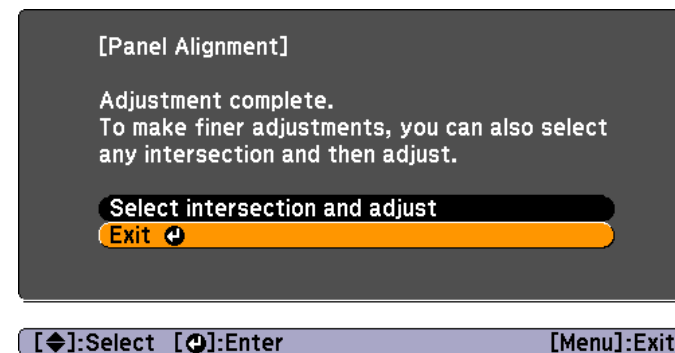 [Panel Alignment]
Adjustment complete.
To make finer adjustments, you can also select
any intersection and then adjust.
Select intersection and adjust
Exit
[◆]:Select [↵]:Enter [Menu]:Exit